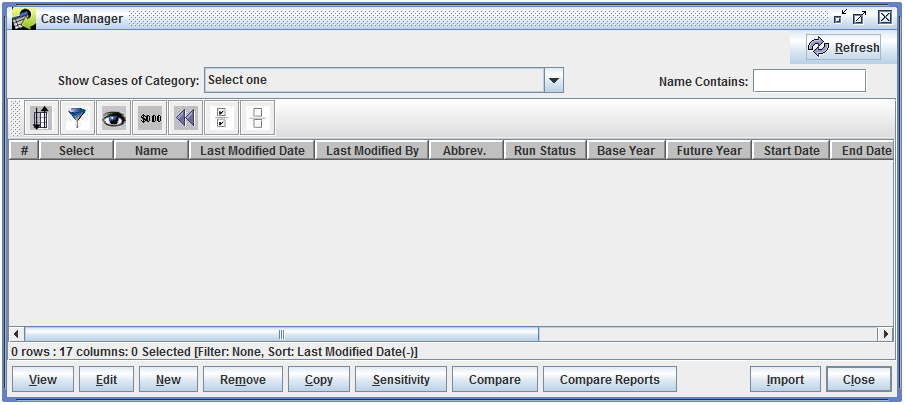 Case Manager
Refresh
Show Cases of Category: Select one Name Contains:
$0.00
# Select Name Last Modified Date Last Modified By Abbrev. Run Status Base Year Future Year Start Date End Date
0 rows : 17 columns: 0 Selected [Filter: None, Sort: Last Modified Date(-)]
View Edit New Remove Copy Sensitivity Compare Compare Reports Import Close